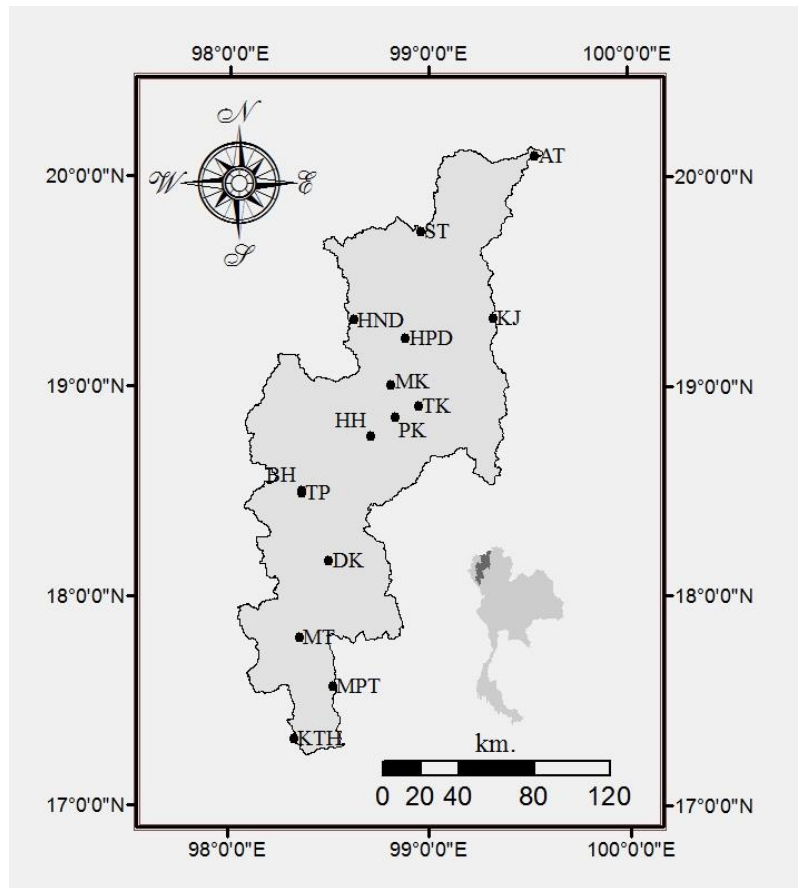 98°0'0"E 99°0'0"E 100°0'0"E
N
W E
S
20°0'0"N 20°0'0"N
AT
ST
HND
KJ
HPD
19°0'0"N 19°0'0"N
MK
TK
HH
PK
BH
TP
DK
18°0'0"N 18°0'0"N
MT
MPT
KTH
km.
0 20 40 80 120
17°0'0"N 17°0'0"N
98°0'0"E 99°0'0"E 100°0'0"E